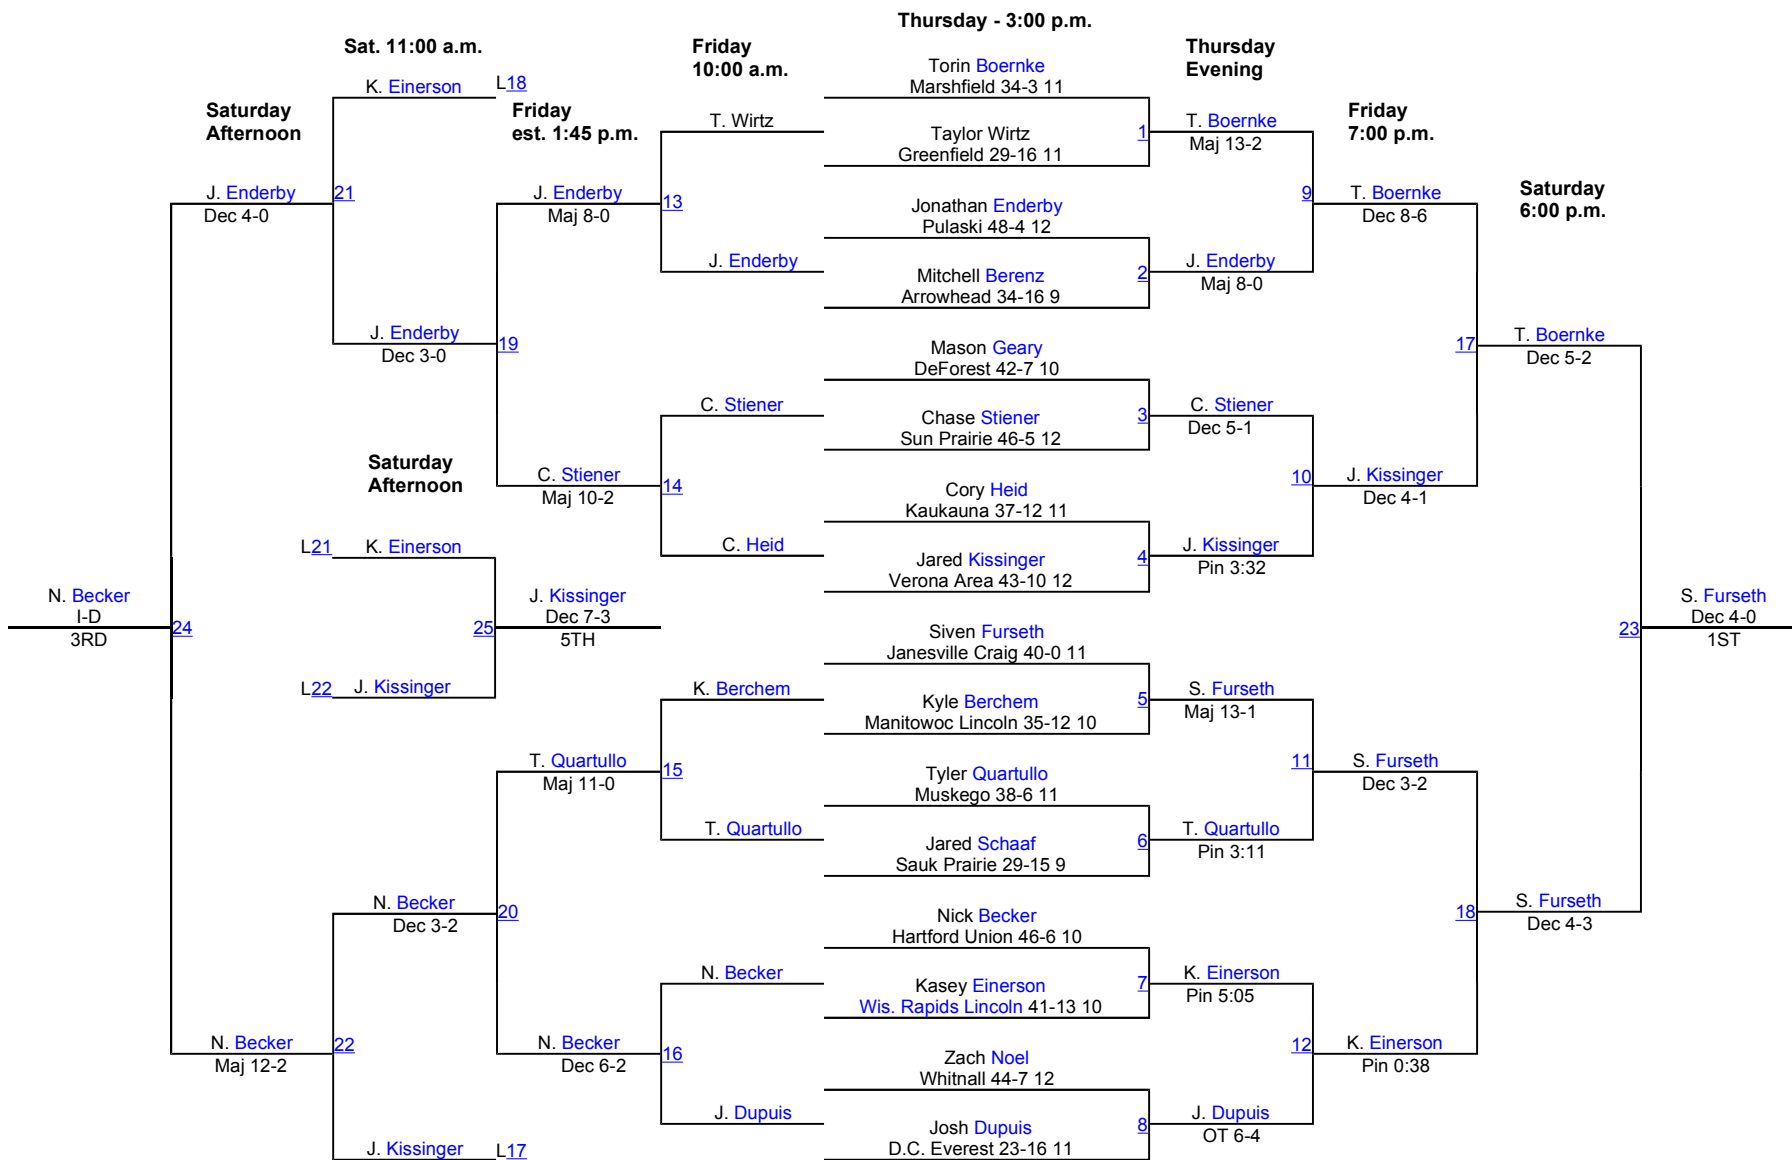 Thursday - 3:00 p.m.
Sat. 11:00 a.m.
Friday
10:00 a.m.
Thursday
Evening
Torin Boernke
Marshfield 34-3 11
K. Einerson
L18
Saturday
Afternoon
Friday
est. 1:45 p.m.
Friday
7:00 p.m.
T. Wirtz
Taylor Wirtz
Greenfield 29-16 11
1
T. Boernke
Maj 13-2
J. Enderby
Dec 4-0
21
J. Enderby
Maj 8-0
13
Jonathan Enderby
Pulaski 48-4 12
9
T. Boernke
Dec 8-6
Saturday
6:00 p.m.
J. Enderby
Mitchell Berenz
Arrowhead 34-16 9
2
J. Enderby
Maj 8-0
J. Enderby
Dec 3-0
19
Mason Geary
DeForest 42-7 10
17
T. Boernke
Dec 5-2
C. Stiener
Chase Stiener
Sun Prairie 46-5 12
3
C. Stiener
Dec 5-1
Saturday
Afternoon
C. Stiener
Maj 10-2
14
Cory Heid
Kaukauna 37-12 11
10
J. Kissinger
Dec 4-1
L21
K. Einerson
C. Heid
Jared Kissinger
Verona Area 43-10 12
4
J. Kissinger
Pin 3:32
N. Becker
I-D
3RD
24
25
J. Kissinger
Dec 7-3
5TH
Siven Furseth
Janesville Craig 40-0 11
23
S. Furseth
Dec 4-0
1ST
L22
J. Kissinger
K. Berchem
Kyle Berchem
Manitowoc Lincoln 35-12 10
5
S. Furseth
Maj 13-1
T. Quartullo
Maj 11-0
15
Tyler Quartullo
Muskego 38-6 11
11
S. Furseth
Dec 3-2
T. Quartullo
Jared Schaaf
Sauk Prairie 29-15 9
6
T. Quartullo
Pin 3:11
N. Becker
Dec 3-2
20
Nick Becker
Hartford Union 46-6 10
18
S. Furseth
Dec 4-3
N. Becker
Kasey Einerson
Wis. Rapids Lincoln 41-13 10
7
K. Einerson
Pin 5:05
N. Becker
Maj 12-2
22
N. Becker
Dec 6-2
16
Zach Noel
Whitnall 44-7 12
12
K. Einerson
Pin 0:38
J. Dupuis
Josh Dupuis
D.C. Everest 23-16 11
8
J. Dupuis
OT 6-4
J. Kissinger
L17